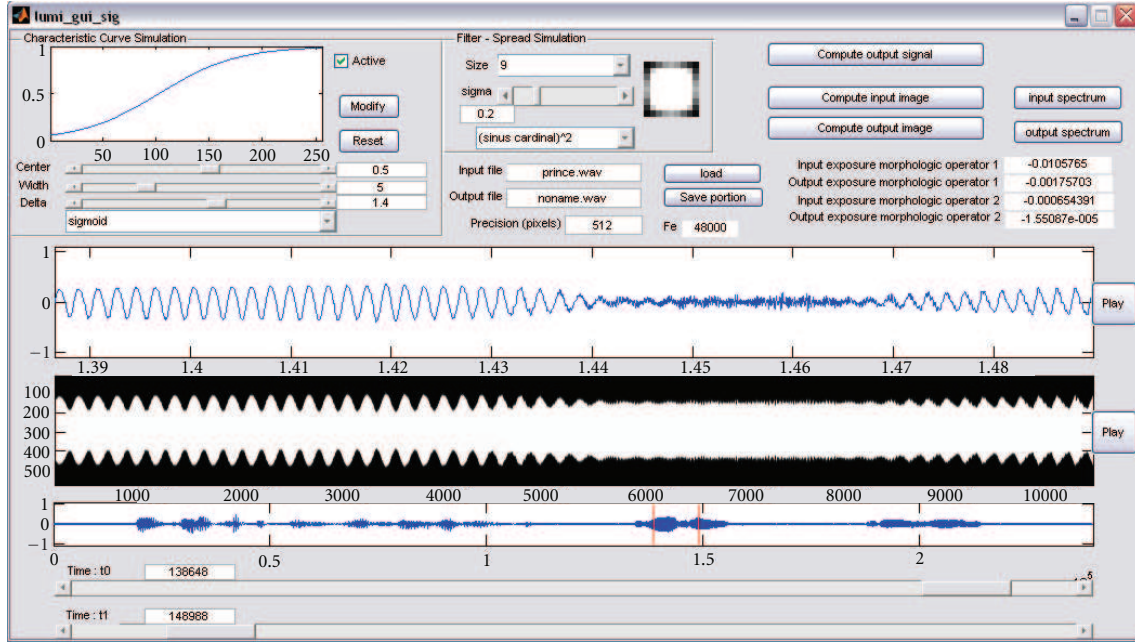 lumi_gui_sig
Characteristic Curve Simulation
1
0.5
0
50 100 150 200 250
Active
Modify
Reset
Center 0.5
Width 5
Delta 1.4
sigmoid
Filter - Spread Simulation
Size 9
sigma
0.2
(sinus cardinal)^2
Input file prince.wav
Output file noname.wav
Precision (pixels) 512
load
Save portion
Fe 48000
Compute output signal
Compute input image
Compute output image
input spectrum
output spectrum
Input exposure morphologic operator 1 -0.0105765
Output exposure morphologic operator 1 -0.00175703
Input exposure morphologic operator 2 -0.000654391
Output exposure morphologic operator 2 -1.55087e-005
1
0
−1
1.39 1.4 1.41 1.42 1.43 1.44 1.45 1.46 1.47 1.48
Play
100
200
300
400
500
Play
1000 2000 3000 4000 5000 6000 7000 8000 9000 10000
1
0
−1
0 0.5 1 1.5 2
Time : t0 138648
Time : t1 148988